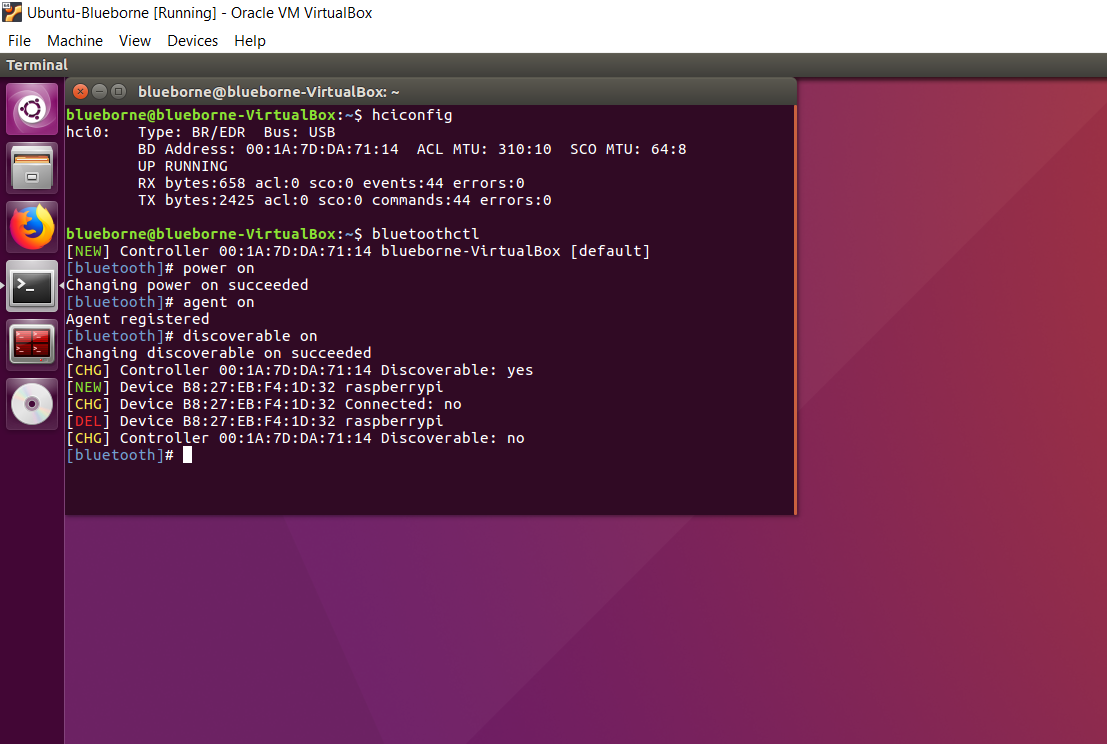 Ubuntu-Blueborne [Running] - Oracle VM VirtualBox
File Machine View Devices Help
Terminal
blueborne@blueborne-VirtualBox: ~
blueborne@blueborne-VirtualBox:~$ hciconfig
hci0:   Type: BR/EDR  Bus: USB
        BD Address: 00:1A:7D:DA:71:14  ACL MTU: 310:10  SCO MTU: 64:8
        UP RUNNING
        RX bytes:658 acl:0 sco:0 events:44 errors:0
        TX bytes:2425 acl:0 sco:0 commands:44 errors:0
blueborne@blueborne-VirtualBox:~$ bluetoothctl
[NEW] Controller 00:1A:7D:DA:71:14 blueborne-VirtualBox [default]
[bluetooth]# power on
Changing power on succeeded
[bluetooth]# agent on
Agent registered
[bluetooth]# discoverable on
Changing discoverable on succeeded
[CHG] Controller 00:1A:7D:DA:71:14 Discoverable: yes
[NEW] Device B8:27:EB:F4:1D:32 raspberrypi
[CHG] Device B8:27:EB:F4:1D:32 Connected: no
[DEL] Device B8:27:EB:F4:1D:32 raspberrypi
[CHG] Controller 00:1A:7D:DA:71:14 Discoverable: no
[bluetooth]#